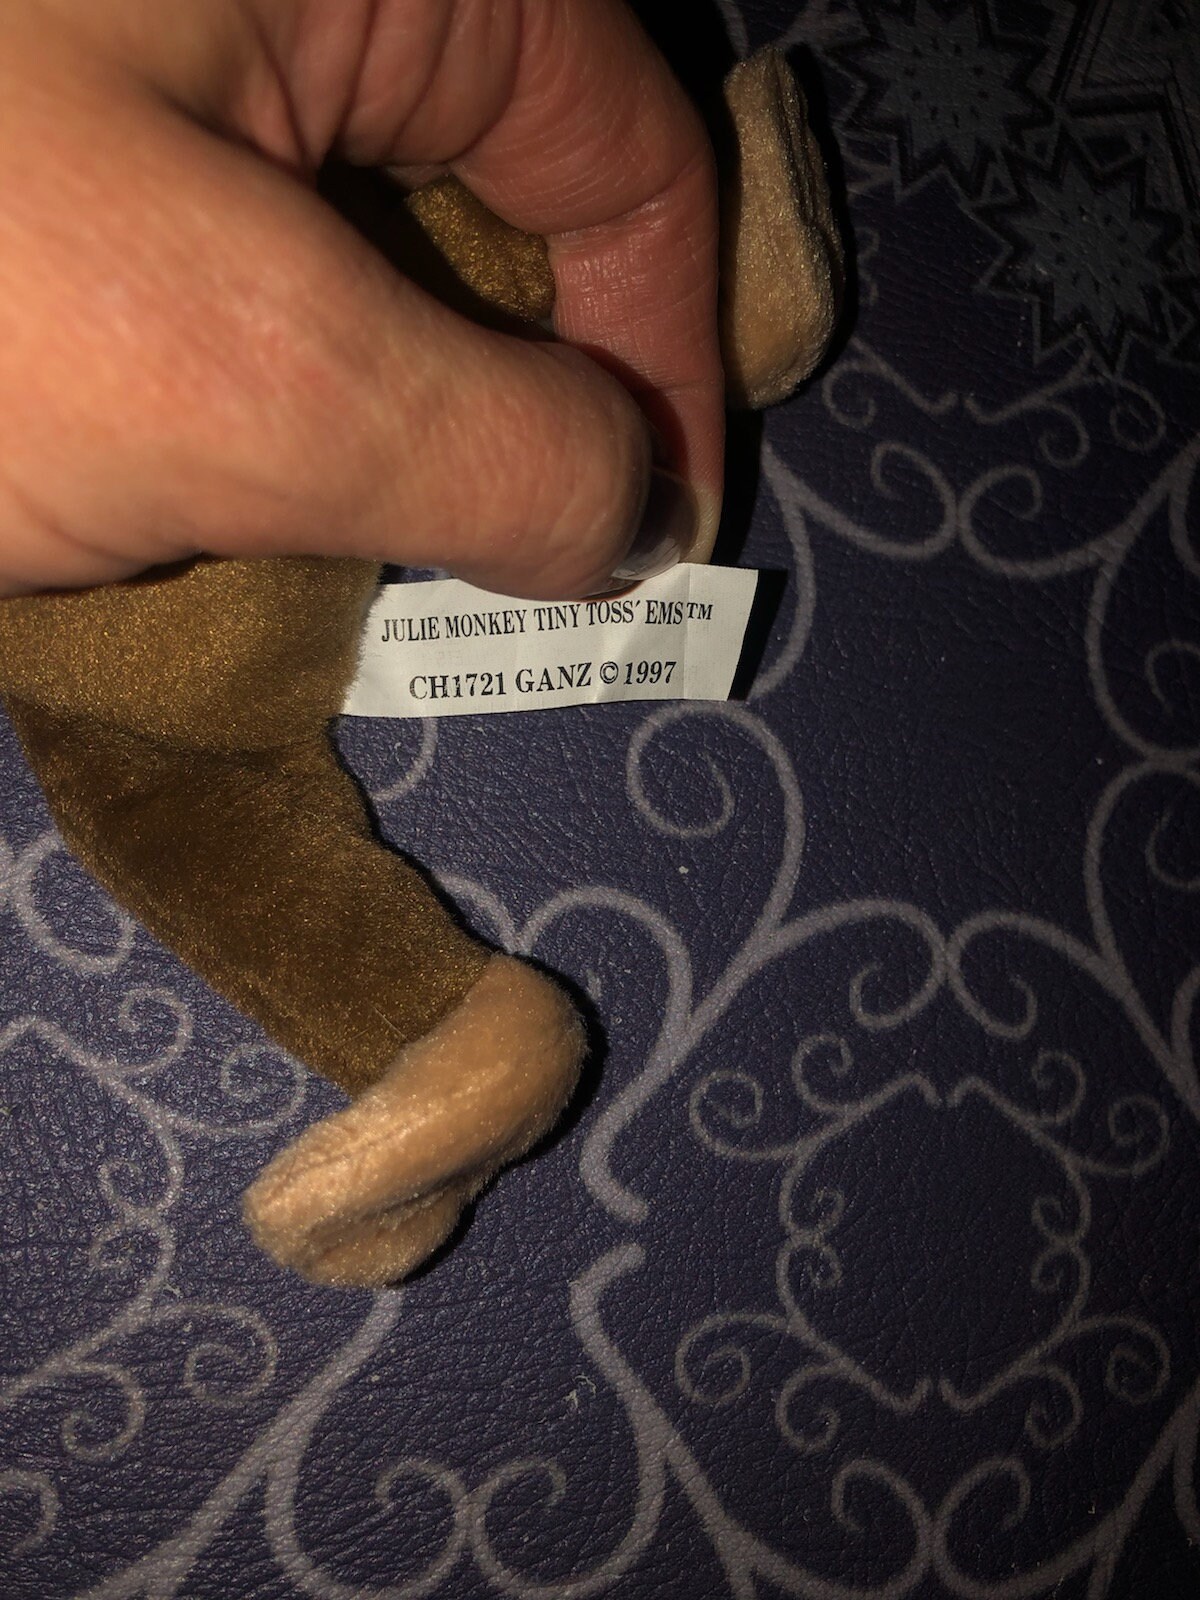 JULIE MONKEY TINY TOSS´ EMS™
CH1721 GANZ © 1997